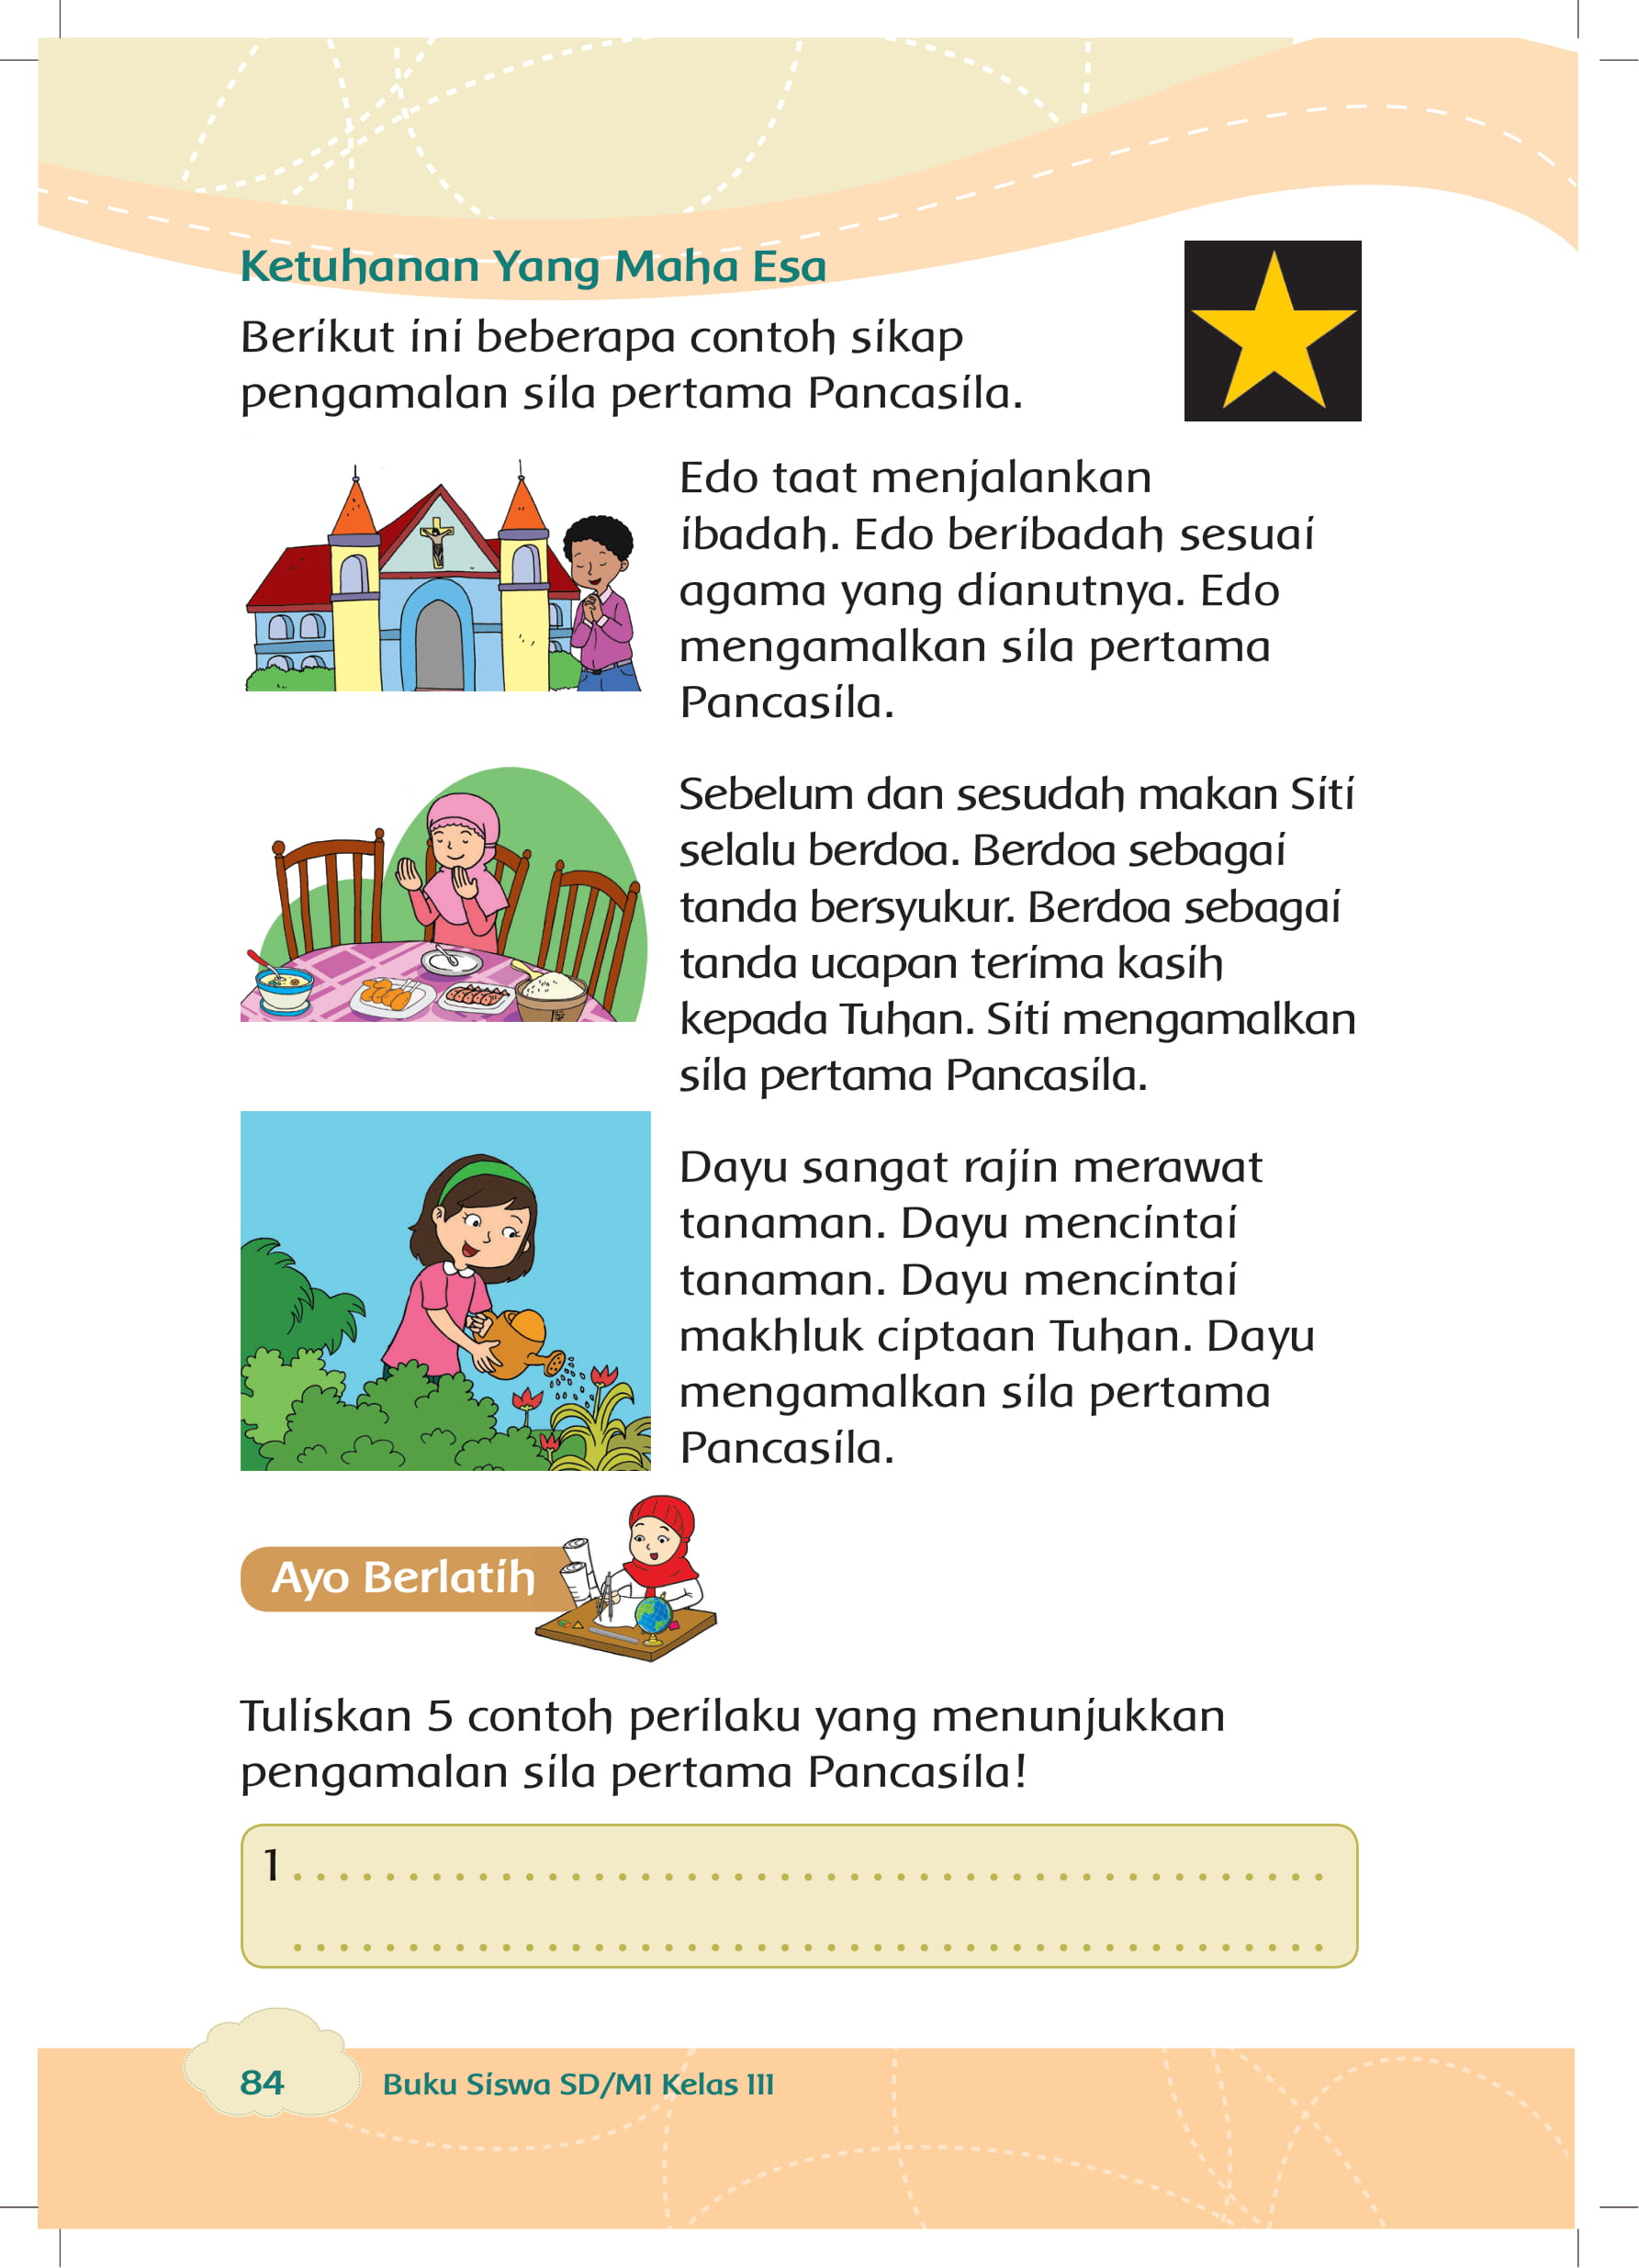 Ketuhanan Yang Maha Esa
Berikut ini beberapa contoh sikap
pengamalan sila pertama Pancasila.
Edo taat menjalankan
ibadah. Edo beribadah sesuai
agama yang dianutnya. Edo
mengamalkan sila pertama
Pancasila.
Sebelum dan sesudah makan Siti
selalu berdoa. Berdoa sebagai
tanda bersyukur. Berdoa sebagai
tanda ucapan terima kasih
kepada Tuhan. Siti mengamalkan
sila pertama Pancasila.
Dayu sangat rajin merawat
tanaman. Dayu mencintai
tanaman. Dayu mencintai
makhluk ciptaan Tuhan. Dayu
mengamalkan sila pertama
Pancasila.
Ayo Berlatih
Tuliskan 5 contoh perilaku yang menunjukkan
pengamalan sila pertama Pancasila!
1
84 Buku Siswa SD/MI Kelas III